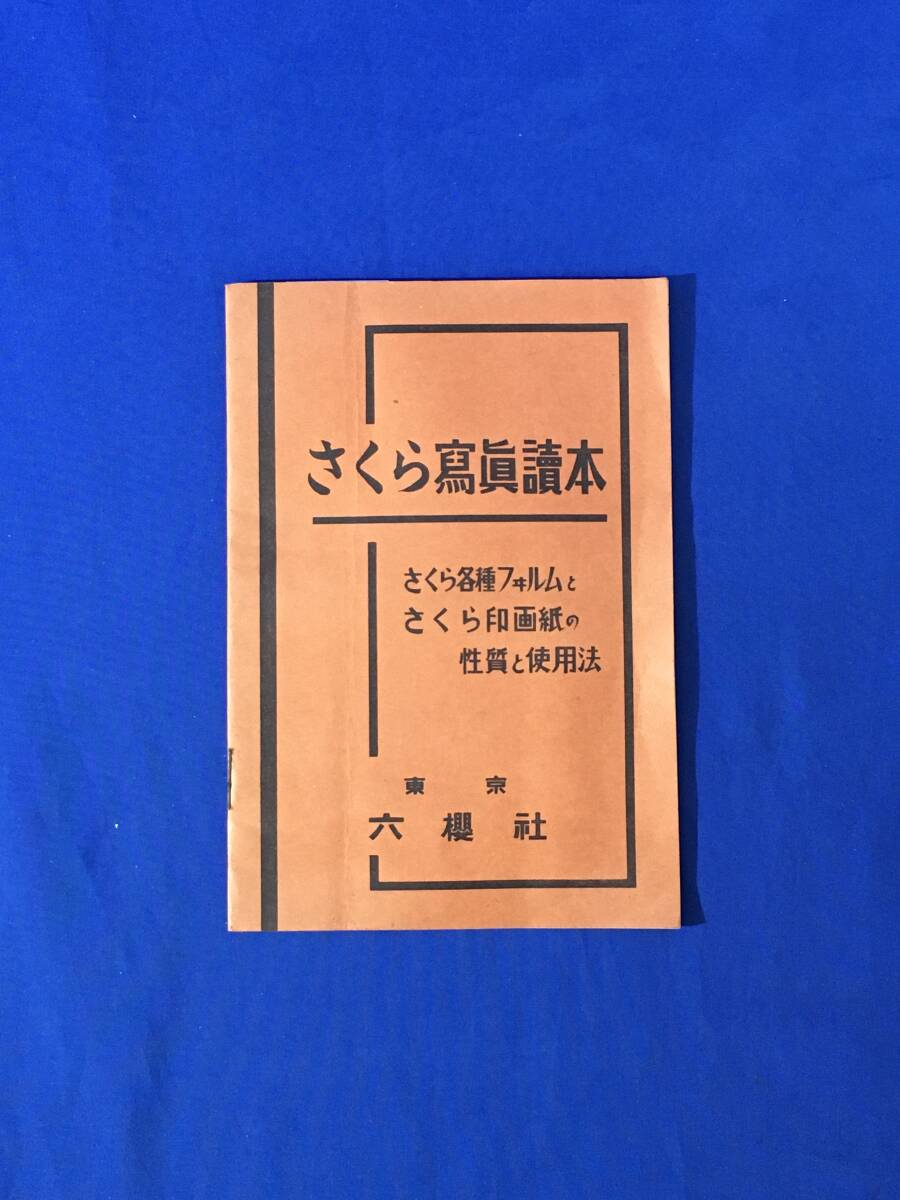 さくら寫眞讀本
さくら各種フヰルムと
さくら印画紙の
性質と使用法
東京
六櫻社